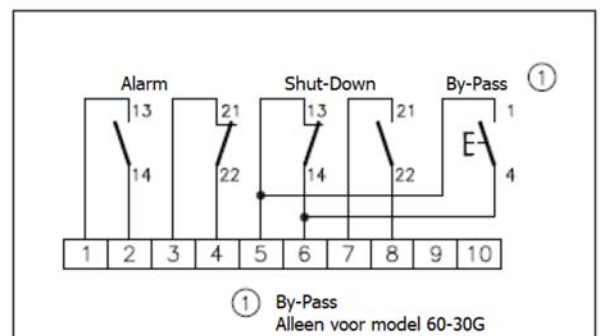 Alarm Shut-Down By-Pass 1
13 21 13 21 1
14 22 14 22 4
E
1 2 3 4 5 6 7 8 9 10
1 By-Pass
Alleen voor model 60-30G